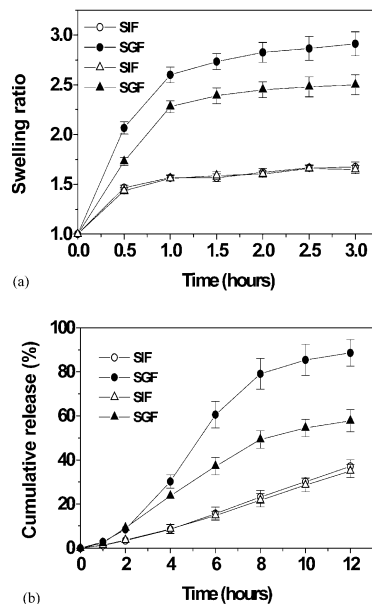 3.0
2.5
2.0
1.5
1.0
Swelling ratio
SIF
SGF
SIF
SGF
0.0 0.5 1.0 1.5 2.0 2.5 3.0
Time (hours)
(a)
100
80
60
40
20
0
Cumulative release (%)
SIF
SGF
SIF
SGF
0 2 4 6 8 10 12
Time (hours)
(b)